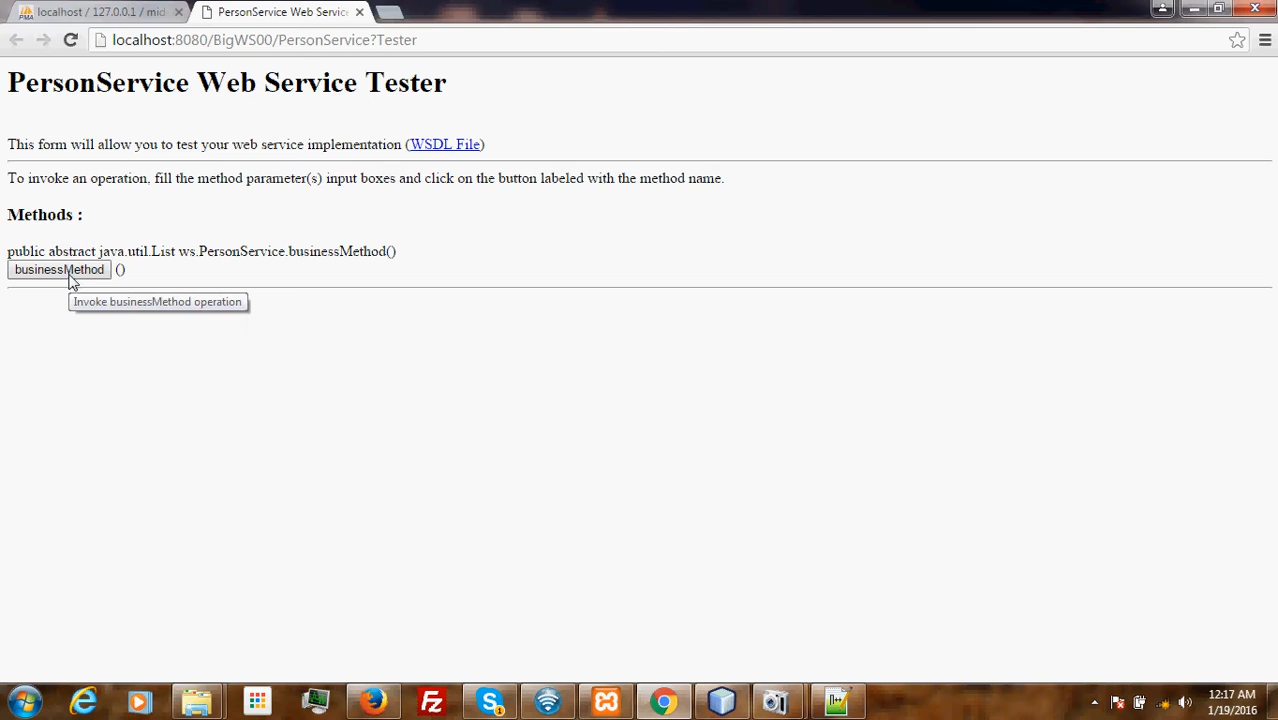 localhost / 127.0.0.1 / mid
PersonService Web Servic
localhost:8080/BigWS00/PersonService?Tester
PersonService Web Service Tester
This form will allow you to test your web service implementation (WSDL File)
To invoke an operation, fill the method parameter(s) input boxes and click on the button labeled with the method name.
Methods :
public abstract java.util.List ws.PersonService.businessMethod()
businessMethod ()
Invoke businessMethod operation
12:17 AM
1/19/2016